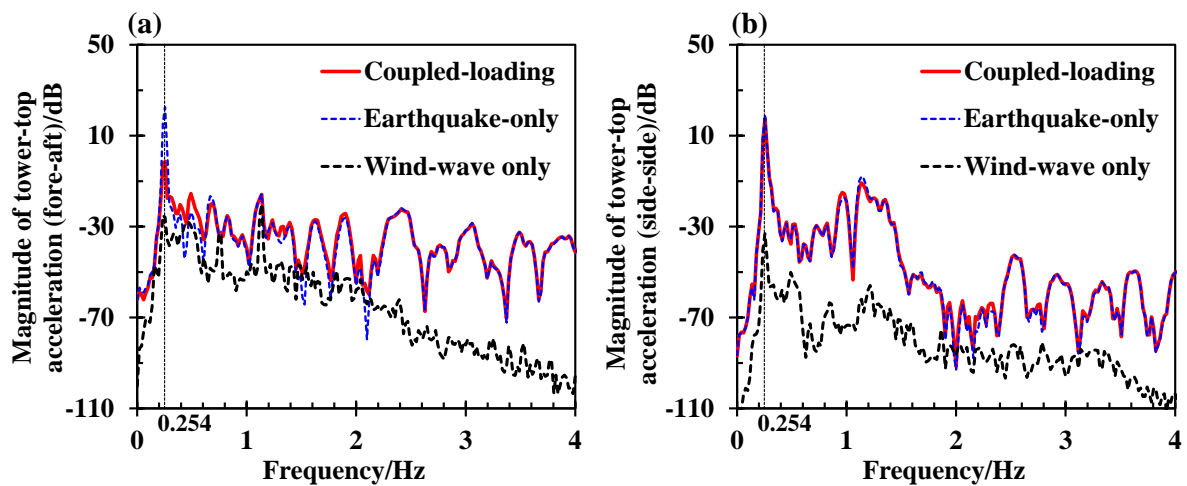 (a)
Magnitude of tower-top
acceleration (fore-aft)/dB
50
10
-30
-70
-110
Coupled-loading
Earthquake-only
Wind-wave only
0.254
0
1
2
3
4
Frequency/Hz
(b)
Magnitude of tower-top
acceleration (side-side)/dB
50
10
-30
-70
-110
Coupled-loading
Earthquake-only
Wind-wave only
0.254
0
1
2
3
4
Frequency/Hz